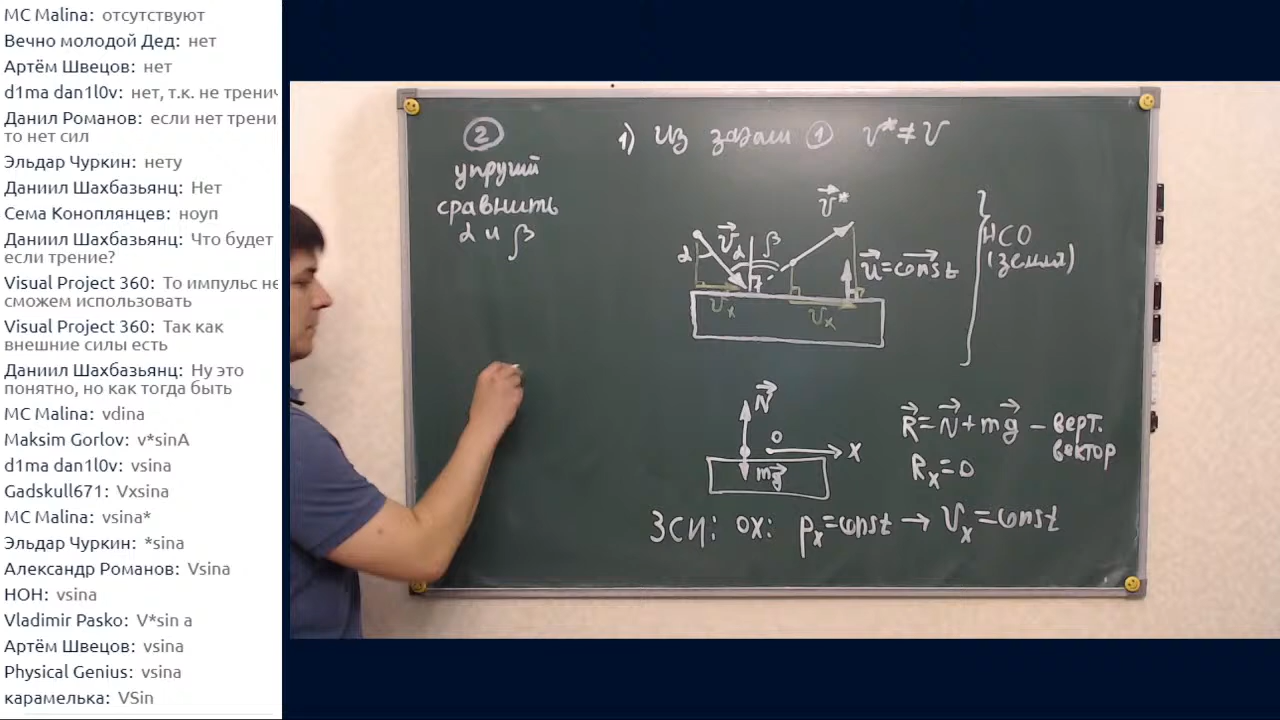 MC Malina: отсутствуют
Вечно молодой Дед: нет
Артём Швецов: нет
d1ma dan1l0v: нет, т.к. не тренич
Данил Романов: если нет трени
то нет сил
Эльдар Чуркин: нету
Даниил Шахбазьянц: Нет
Сема Коноплянцев: ноуп
Даниил Шахбазьянц: Что будет
если трение?
Visual Project 360: То импульс не
сможем использовать
Visual Project 360: Так как
внешние силы есть
Даниил Шахбазьянц: Ну это
понятно, но как тогда быть
MC Malina: vdina
Maksim Gorlov: v*sinA
d1ma dan1l0v: vsina
Gadskull671: Vxsina
MC Malina: vsina*
Эльдар Чуркин: *sina
Александр Романов: Vsina
НОН: vsina
Vladimir Pasko: V*sin a
Артём Швецов: vsina
Physical Genius: vsina
карамелька: VSin
2
упругий
сравнить
α и β
1) Из задачи 1 v* ≠ v
v*
α v α β
u = const
vx vx
НСО
(земля)
N
O x
mg
R = N + mg – верт.
вектор
Rx = 0
ЗСИ: ox: px = const → vx = const